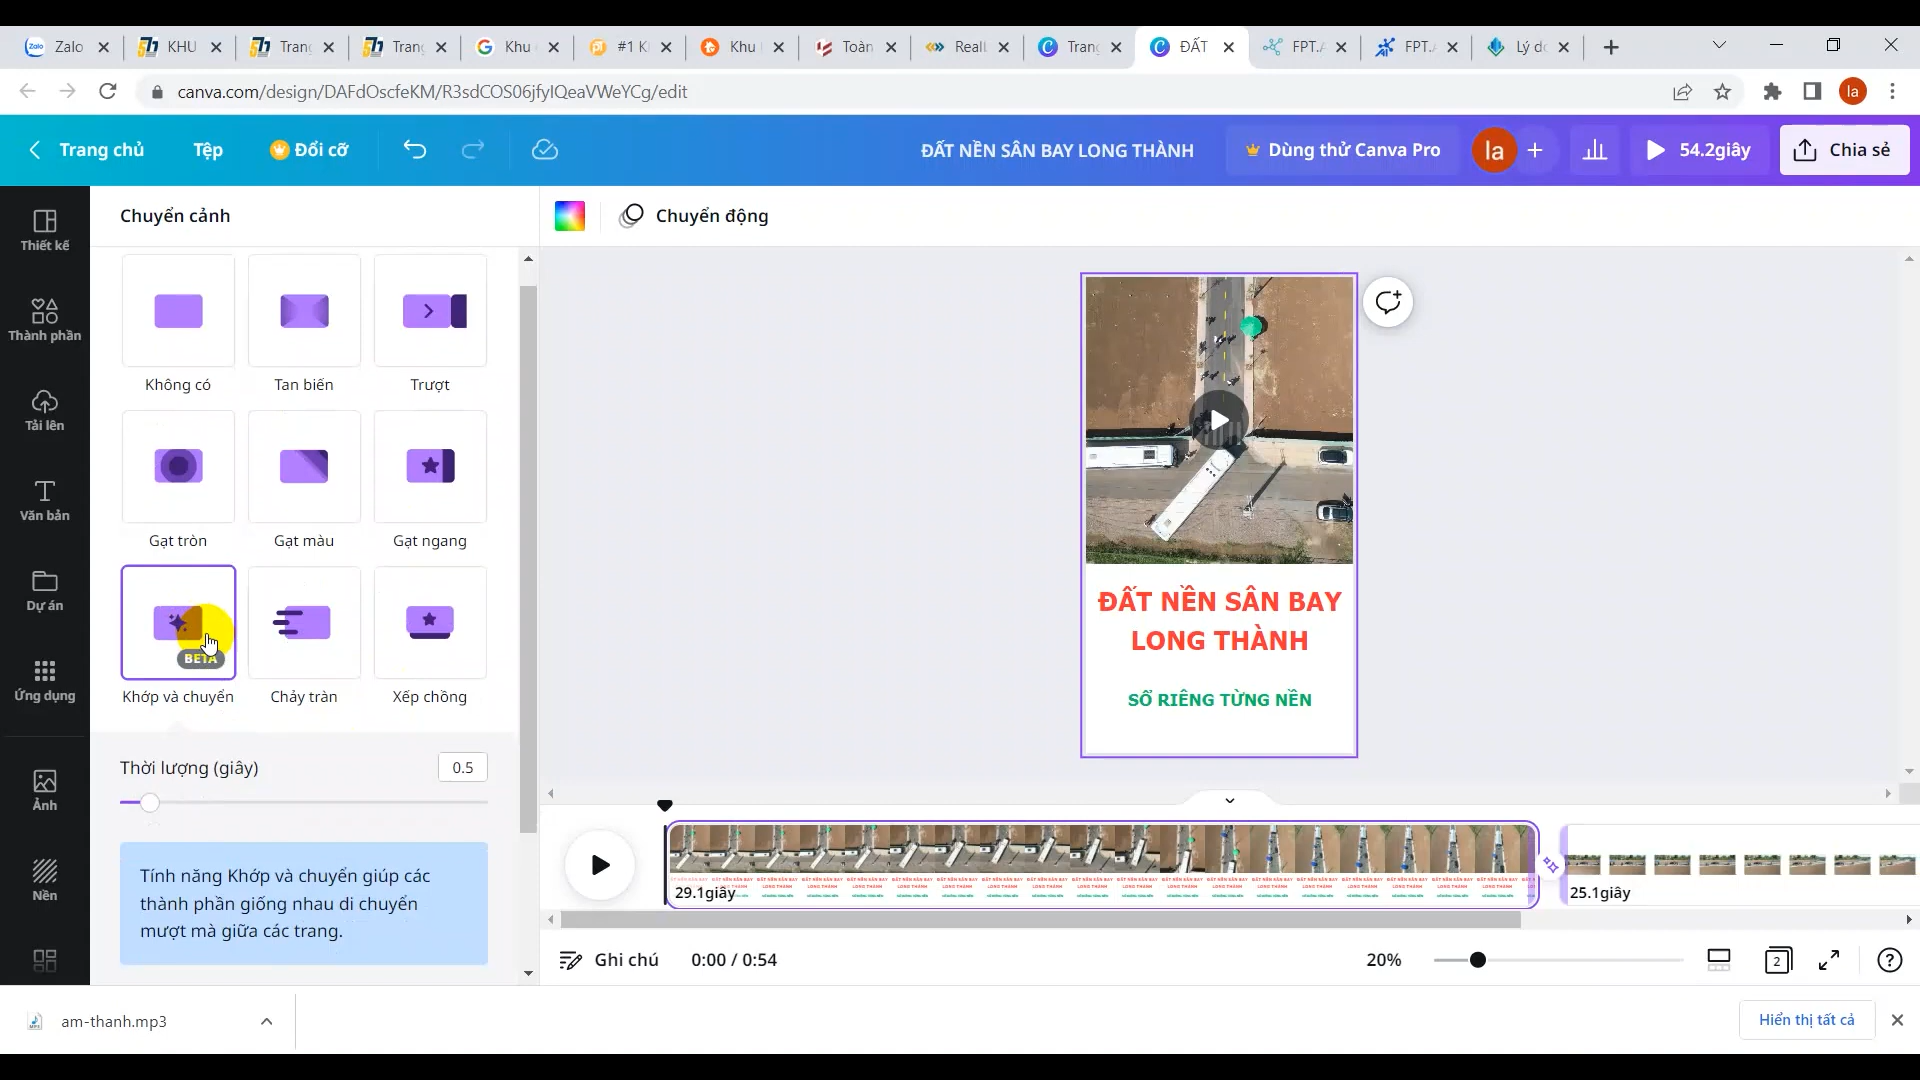 Zalo
KHU
Trang
Trang
Khu
#1 K
Khu
Toàn
Reall
Trang
ĐẤT
FPT.
FPT.
Lý do
canva.com/design/DAFdOscfeKM/R3sdCOS06jfylQeaVWeYCg/edit
la
Trang chủ
Tệp
Đổi cỡ
ĐẤT NỀN SÂN BAY LONG THÀNH
Dùng thử Canva Pro
la
54.2giây
Chia sẻ
Thiết kế
Thành phần
Tải lên
Văn bản
Dự án
Ứng dụng
Ảnh
Nền
Chuyển cảnh
Không có
Tan biến
Trượt
Gạt tròn
Gạt màu
Gạt ngang
BETA
Khớp và chuyển
Chảy tràn
Xếp chồng
Thời lượng (giây)
0.5
Tính năng Khớp và chuyển giúp các
thành phần giống nhau di chuyển
mượt mà giữa các trang.
Chuyển động
ĐẤT NỀN SÂN BAY
LONG THÀNH
SỔ RIÊNG TỪNG NỀN
29.1giây
25.1giây
Ghi chú
0:00 / 0:54
20%
2
am-thanh.mp3
Hiển thị tất cả